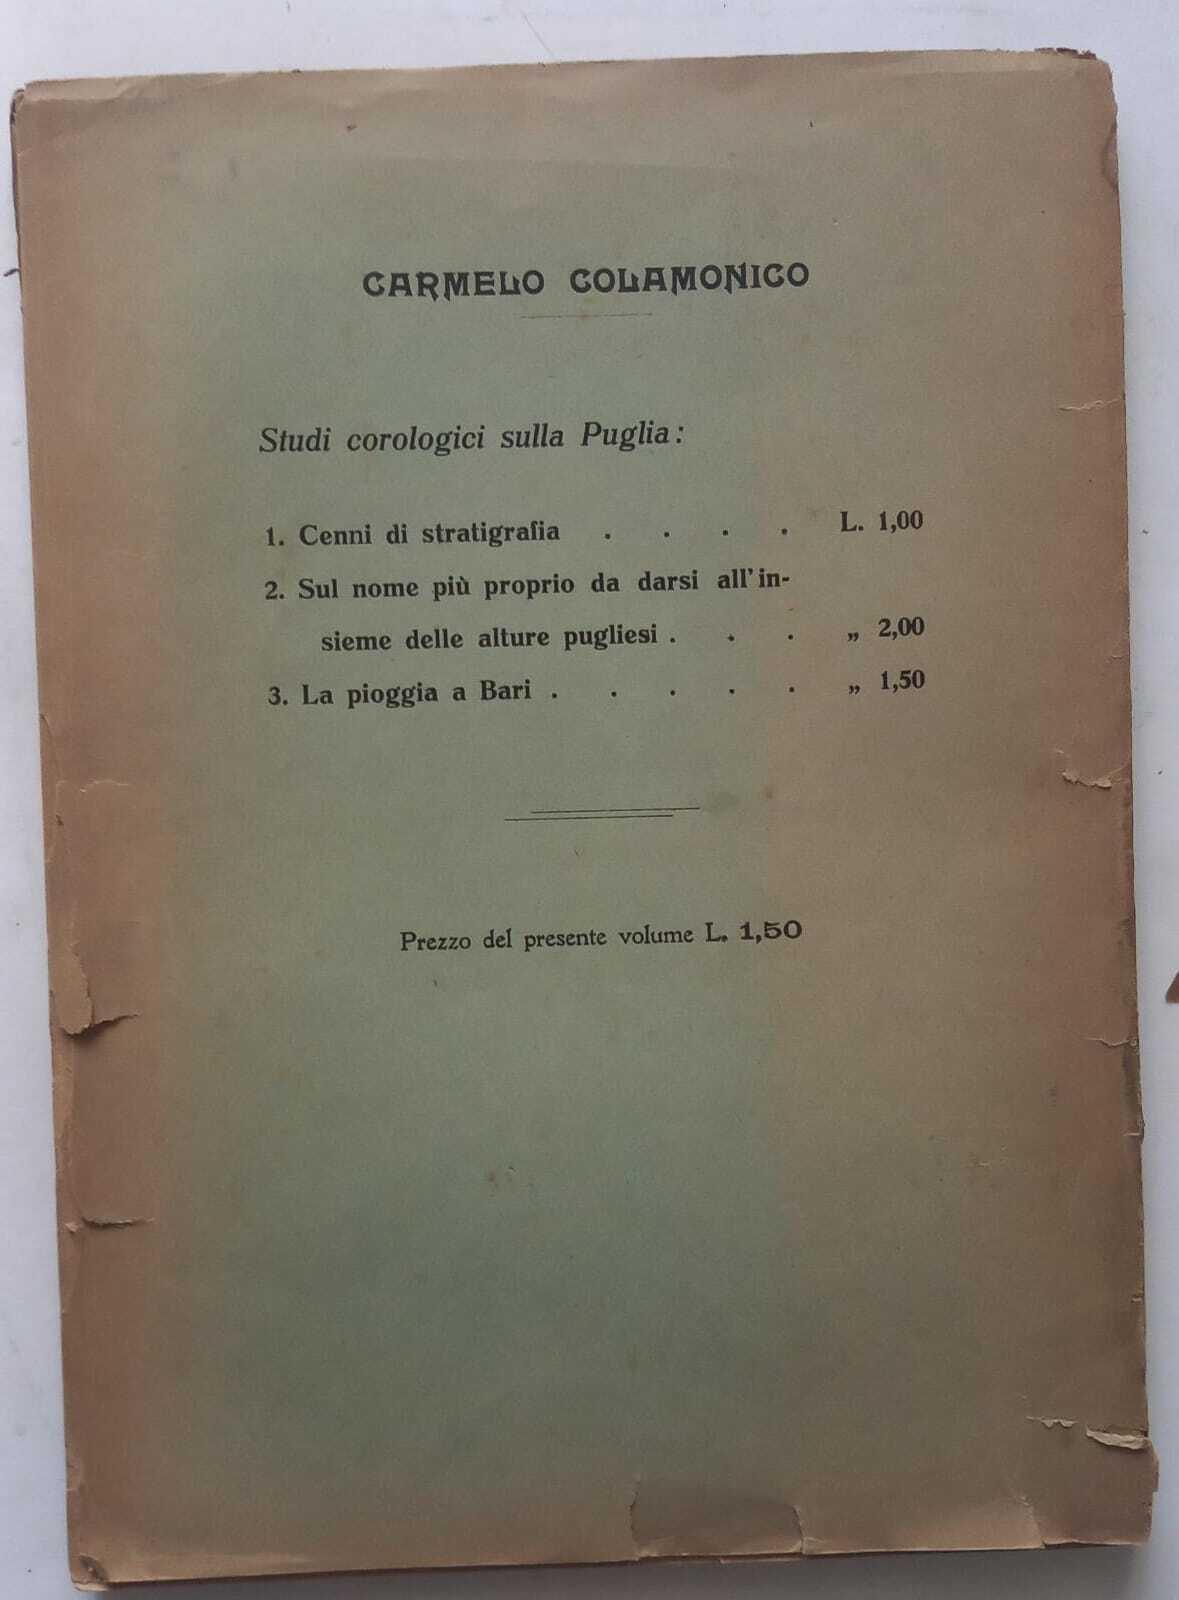 CARMELO COLAMONICO
Studi corologici sulla Puglia:
1. Cenni di stratigrafia . . . . L. 1,00
2. Sul nome più proprio da darsi all'in-
sieme delle alture pugliesi . . . „ 2,00
3. La pioggia a Bari . . . . . „ 1,50
Prezzo del presente volume L. 1,50